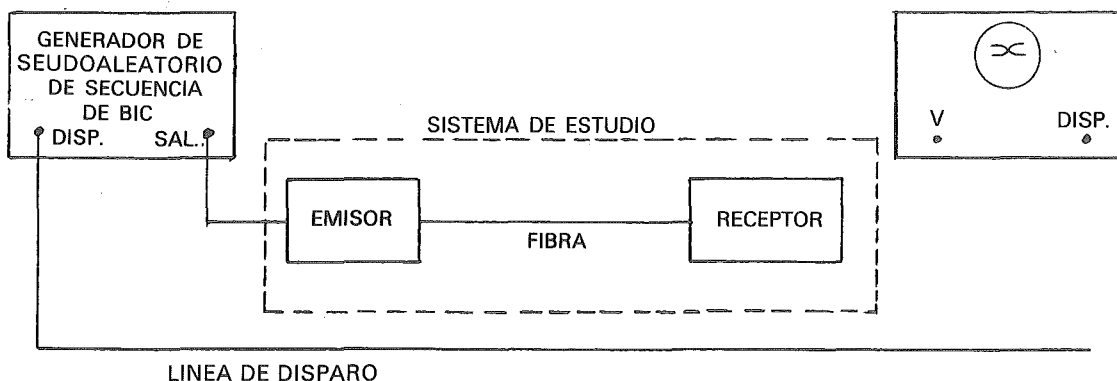 GENERADOR DE
SEUDOALEATORIO
DE SECUENCIA
DE BIC
DISP.
SAL..
SISTEMA DE ESTUDIO
EMISOR
FIBRA
RECEPTOR
V
DISP.
LINEA DE DISPARO